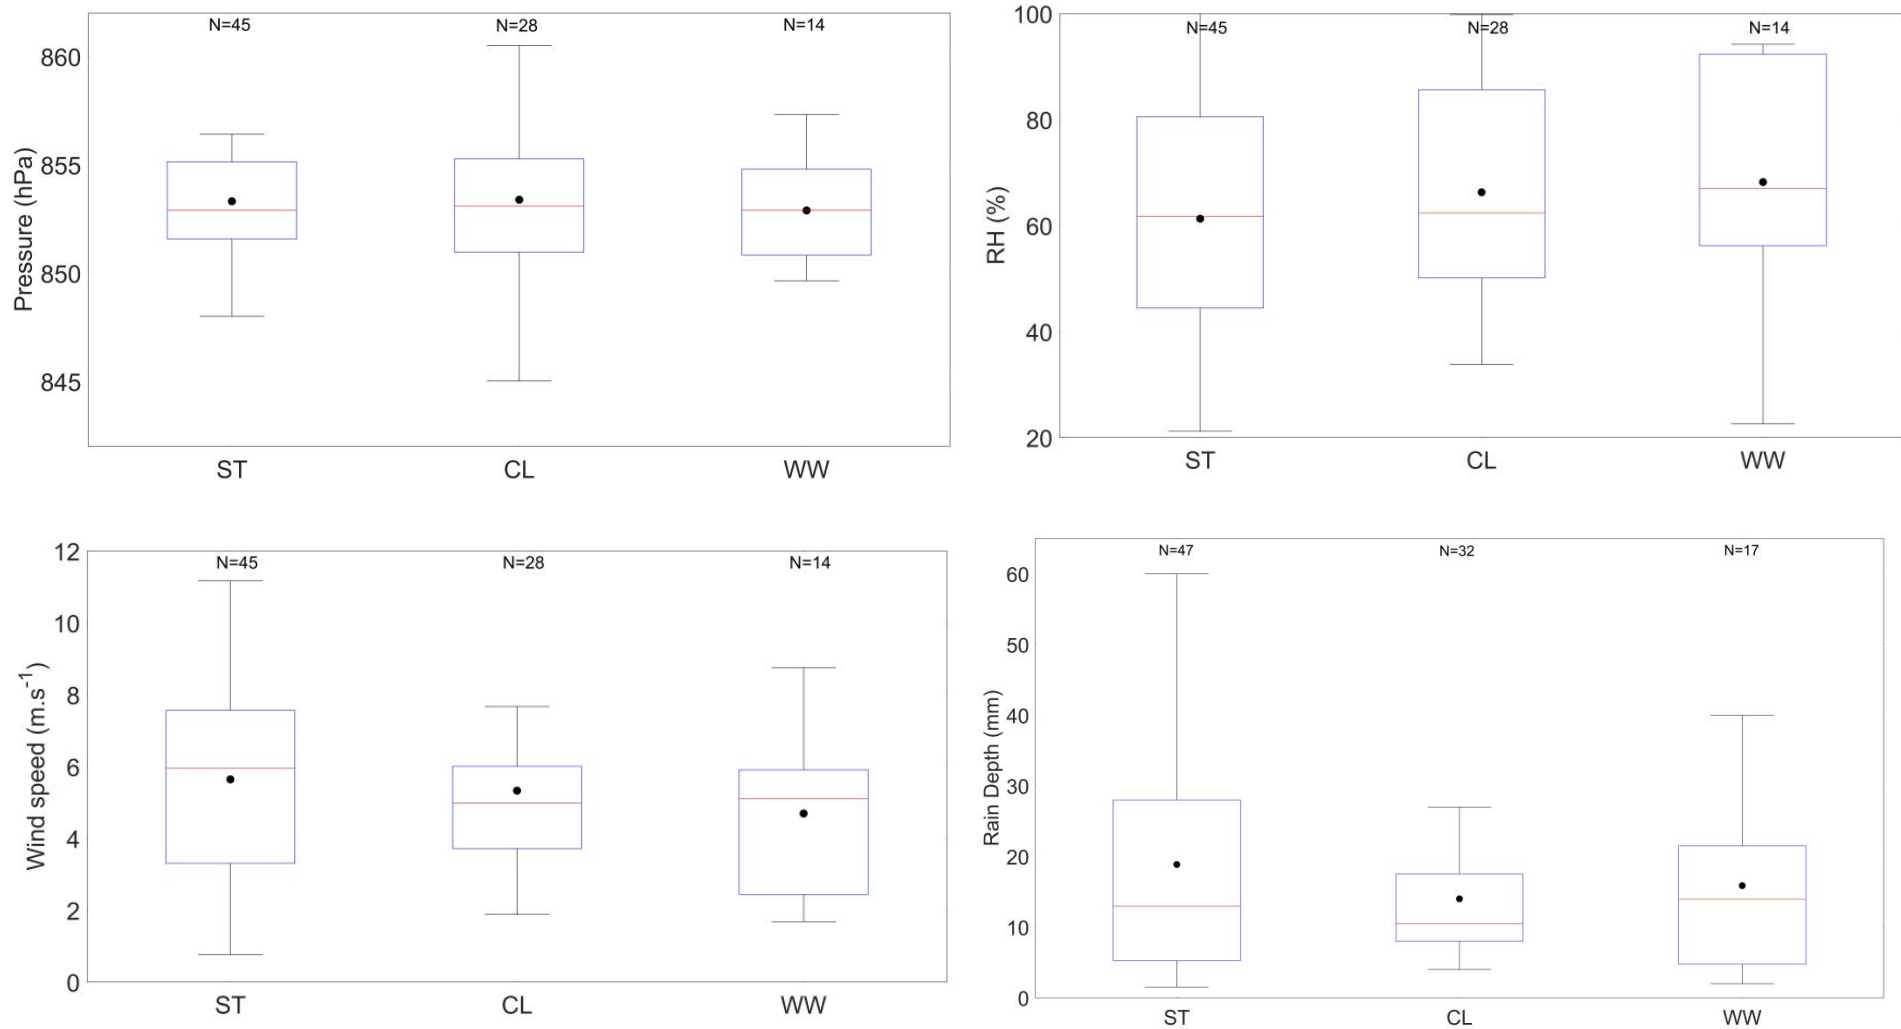 N=45 N=28 N=14
860
855
850
845
Pressure (hPa)
ST CL WW
N=45 N=28 N=14
100
80
60
40
20
RH (%)
ST CL WW
N=45 N=28 N=14
12
10
8
6
4
2
0
Wind speed (m.s-1)
ST CL WW
N=47 N=32 N=17
60
50
40
30
20
10
0
Rain Depth (mm)
ST CL WW